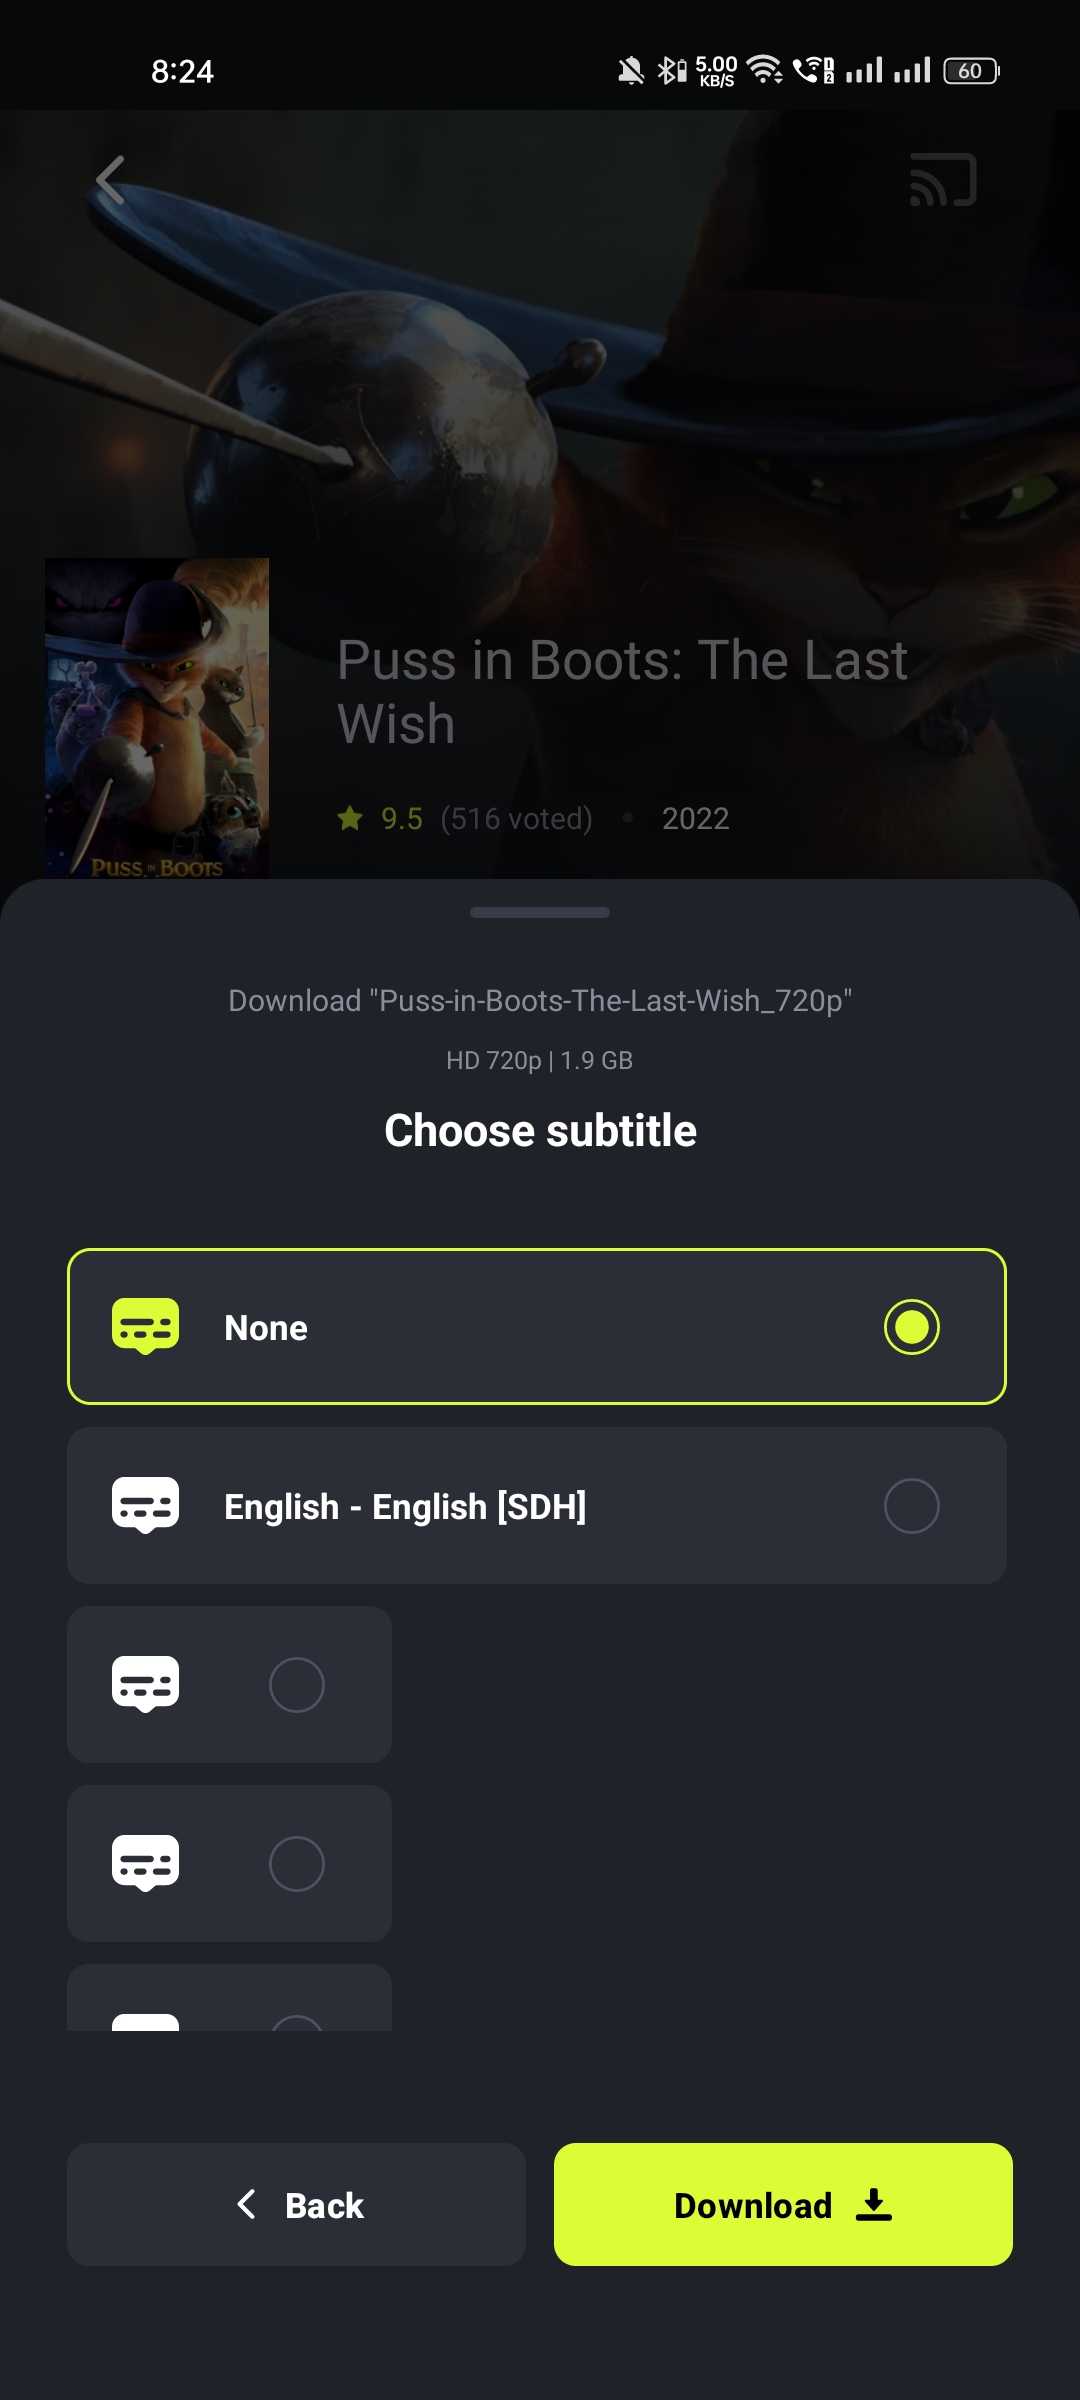 8:24
5.00
KB/S
1
2
60
Puss in Boots: The Last
Wish
9.5 (516 voted) • 2022
PUSS IN BOOTS
Download "Puss-in-Boots-The-Last-Wish_720p"
HD 720p | 1.9 GB
Choose subtitle
None
English - English [SDH]
Back
Download